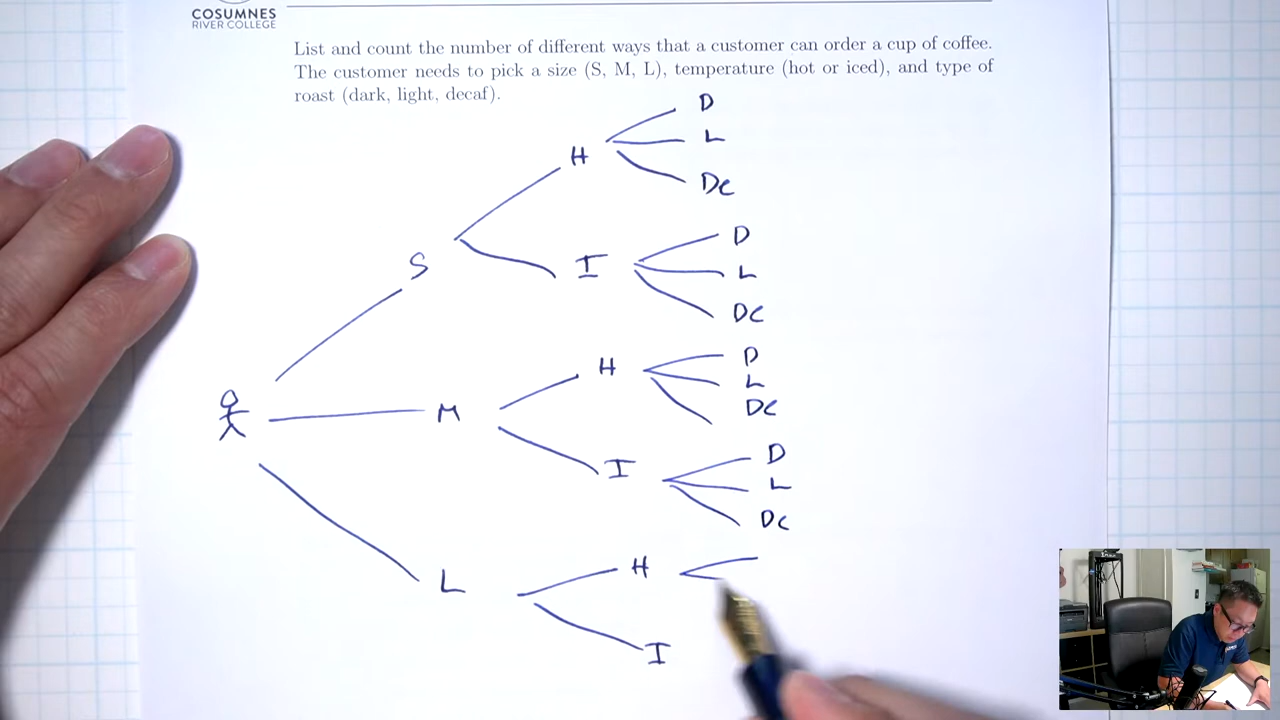 COSUMNES
RIVER COLLEGE
List and count the number of different ways that a customer can order a cup of coffee.
The customer needs to pick a size (S, M, L), temperature (hot or iced), and type of
roast (dark, light, decaf).
D
L
H
DC
D
S
I
L
DC
D
H
L
DC
M
D
I
L
DC
H
L
I